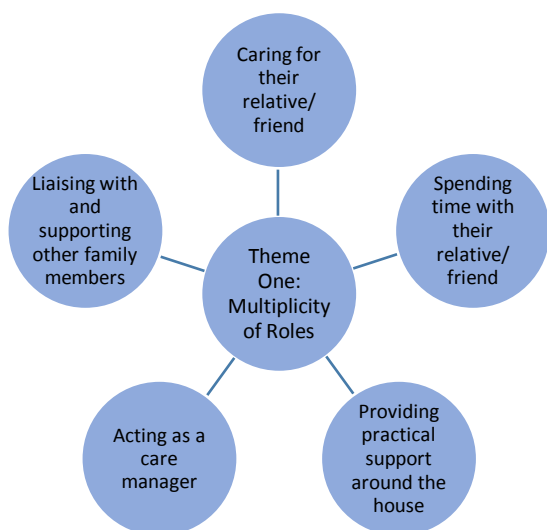 Caring for
their
relative/
friend
Liaising with
and
supporting
other family
members
Spending
time with
their
relative/
friend
Theme
One:
Multiplicity
of Roles
Acting as a
care
manager
Providing
practical
support
around the
house